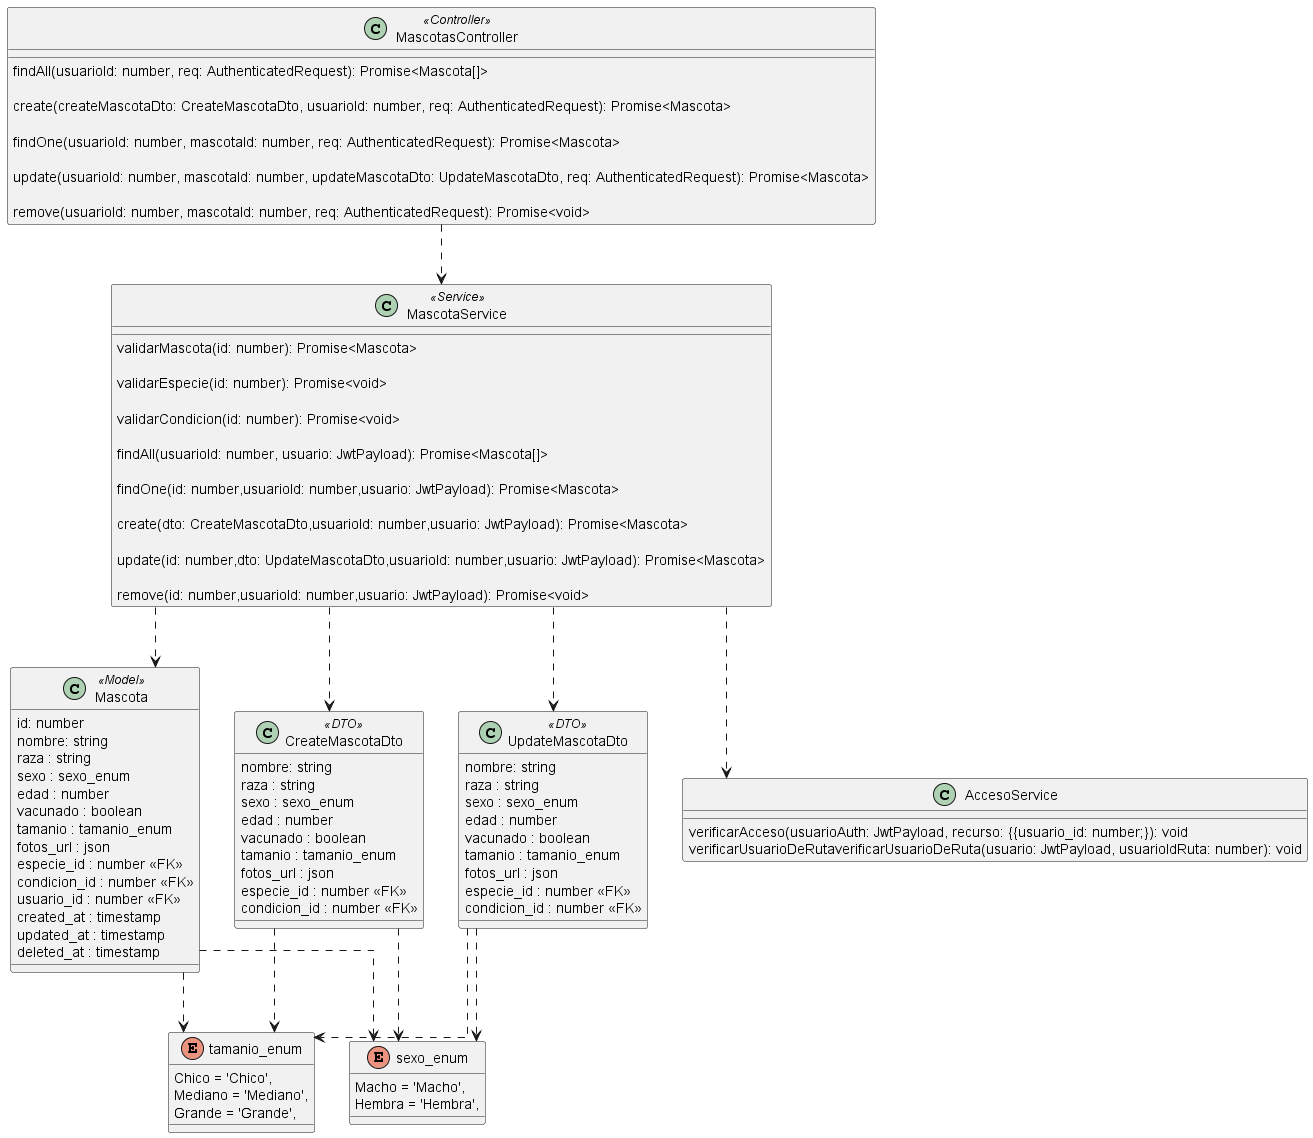 C «Controller»
MascotasController
findAll(usuarioId: number, req: AuthenticatedRequest): Promise<Mascota[]>
create(createMascotaDto: CreateMascotaDto, usuarioId: number, req: AuthenticatedRequest): Promise<Mascota>
findOne(usuarioId: number, mascotaId: number, req: AuthenticatedRequest): Promise<Mascota>
update(usuarioId: number, mascotaId: number, updateMascotaDto: UpdateMascotaDto, req: AuthenticatedRequest): Promise<Mascota>
remove(usuarioId: number, mascotaId: number, req: AuthenticatedRequest): Promise<void>
C «Service»
MascotaService
validarMascota(id: number): Promise<Mascota>
validarEspecie(id: number): Promise<void>
validarCondicion(id: number): Promise<void>
findAll(usuarioId: number, usuario: JwtPayload): Promise<Mascota[]>
findOne(id: number,usuarioId: number,usuario: JwtPayload): Promise<Mascota>
create(dto: CreateMascotaDto,usuarioId: number,usuario: JwtPayload): Promise<Mascota>
update(id: number,dto: UpdateMascotaDto,usuarioId: number,usuario: JwtPayload): Promise<Mascota>
remove(id: number,usuarioId: number,usuario: JwtPayload): Promise<void>
C «Model»
Mascota
id: number
nombre: string
raza : string
sexo : sexo_enum
edad : number
vacunado : boolean
tamanio : tamanio_enum
fotos_url : json
especie_id : number «FK»
condicion_id : number «FK»
usuario_id : number «FK»
created_at : timestamp
updated_at : timestamp
deleted_at : timestamp
C «DTO»
CreateMascotaDto
nombre: string
raza : string
sexo : sexo_enum
edad : number
vacunado : boolean
tamanio : tamanio_enum
fotos_url : json
especie_id : number «FK»
condicion_id : number «FK»
C «DTO»
UpdateMascotaDto
nombre: string
raza : string
sexo : sexo_enum
edad : number
vacunado : boolean
tamanio : tamanio_enum
fotos_url : json
especie_id : number «FK»
condicion_id : number «FK»
C AccesoService
verificarAcceso(usuarioAuth: JwtPayload, recurso: {{usuario_id: number;}): void
verificarUsuarioDeRutaverificarUsuarioDeRuta(usuario: JwtPayload, usuarioIdRuta: number): void
E tamanio_enum
Chico = 'Chico',
Mediano = 'Mediano',
Grande = 'Grande',
E sexo_enum
Macho = 'Macho',
Hembra = 'Hembra',